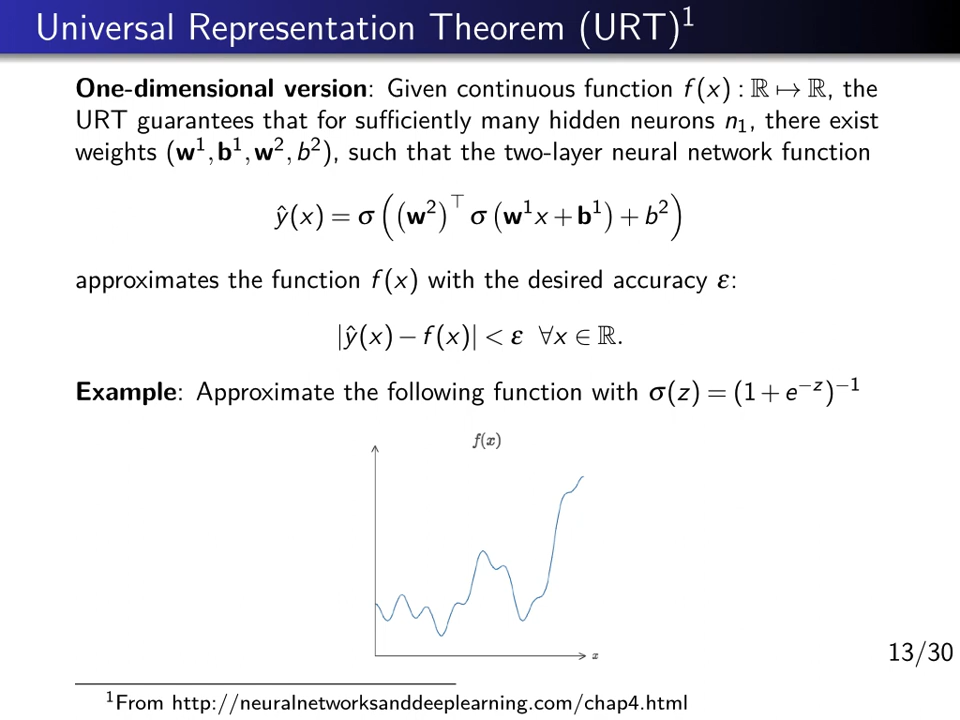 Universal Representation Theorem (URT)¹
One-dimensional version: Given continuous function f(x) : ℝ ↦ ℝ, the
URT guarantees that for sufficiently many hidden neurons n₁, there exist
weights (w¹, b¹, w², b²), such that the two-layer neural network function
ŷ(x) = σ((w²)^⊤ σ(w¹x + b¹) + b²)
approximates the function f(x) with the desired accuracy ε:
|ŷ(x) − f(x)| < ε ∀x ∈ ℝ.
Example: Approximate the following function with σ(z) = (1 + e^{−z})^{−1}
f(x)
x
13/30
¹From http://neuralnetworksanddeeplearning.com/chap4.html